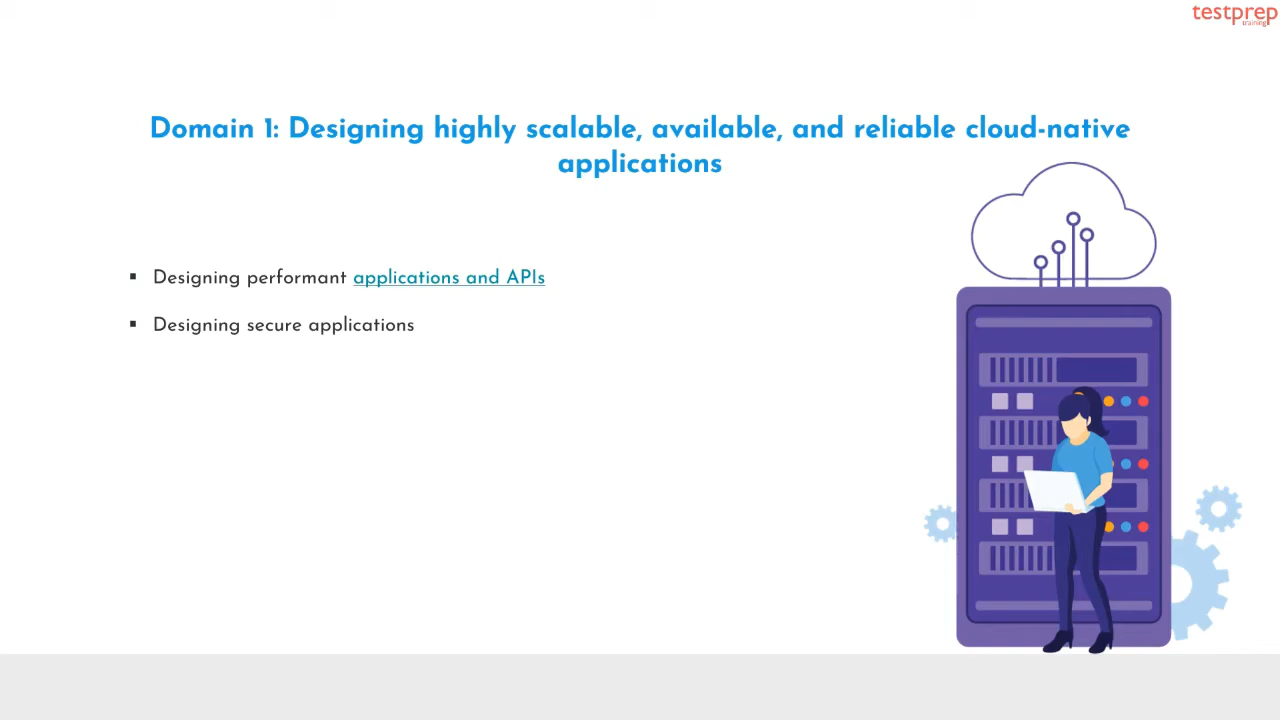 testprep
training
Domain 1: Designing highly scalable, available, and reliable cloud-native
applications
▪ Designing performant applications and APIs
▪ Designing secure applications